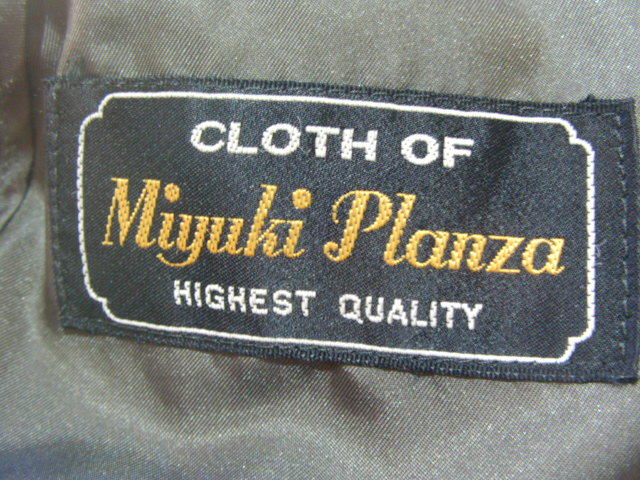 CLOTH OF
Miyuki Planza
HIGHEST QUALITY